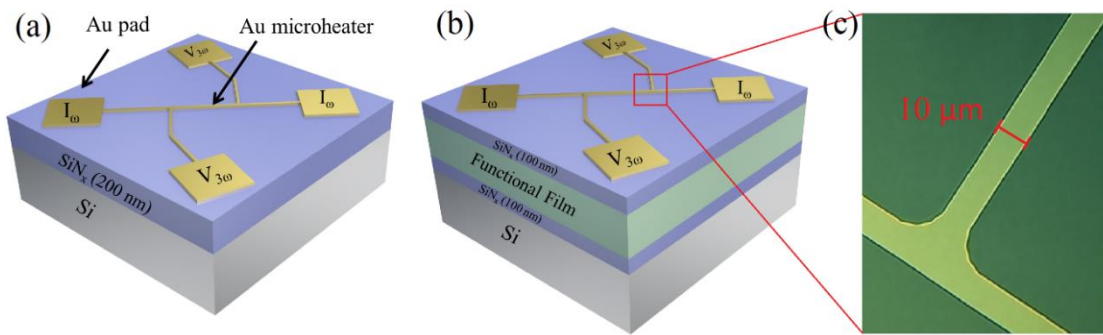 (a)
Au pad
Au microheater
V3ω
Iω
Iω
V3ω
SiNx (200 nm)
Si
(b)
V3ω
Iω
Iω
V3ω
SiNx (100 nm)
Functional Film
SiNx (100 nm)
Si
(c)
10 μm